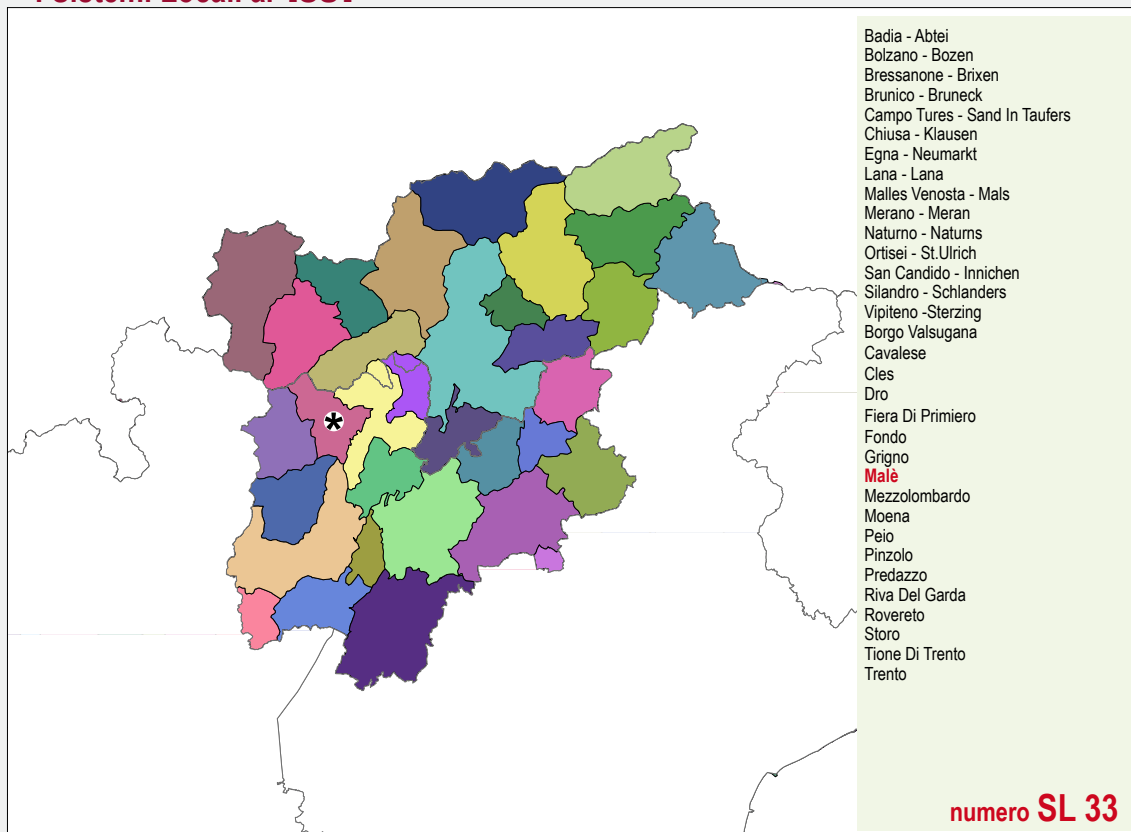 Badia - Abtei
Bolzano - Bozen
Bressanone - Brixen
Brunico - Bruneck
Campo Tures - Sand In Taufers
Chiusa - Klausen
Egna - Neumarkt
Lana - Lana
Malles Venosta - Mals
Merano - Meran
Naturno - Naturns
Ortisei - St.Ulrich
San Candido - Innichen
Silandro - Schlanders
Vipiteno -Sterzing
Borgo Valsugana
Cavalese
Cles
Dro
Fiera Di Primiero
Fondo
Grigno
Malè
Mezzolombardo
Moena
Peio
Pinzolo
Predazzo
Riva Del Garda
Rovereto
Storo
Tione Di Trento
Trento
numero SL 33